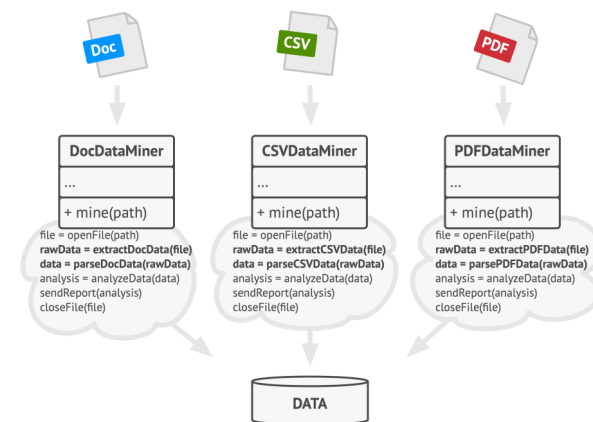 Doc
CSV
PDF
DocDataMiner
...
+ mine(path)
file = openFile(path)
rawData = extractDocData(file)
data = parseDocData(rawData)
analysis = analyzeData(data)
sendReport(analysis)
closeFile(file)
CSVDataMiner
...
+ mine(path)
file = openFile(path)
rawData = extractCSVData(file)
data = parseCSVData(rawData)
analysis = analyzeData(data)
sendReport(analysis)
closeFile(file)
PDFDataMiner
...
+ mine(path)
file = openFile(path)
rawData = extractPDFData(file)
data = parsePDFData(rawData)
analysis = analyzeData(data)
sendReport(analysis)
closeFile(file)
DATA